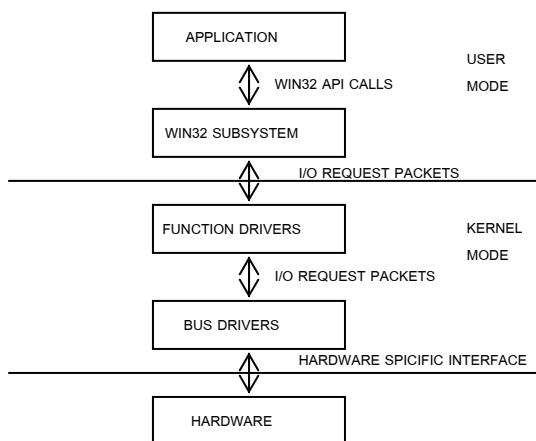 APPLICATION
USER
WIN32 API CALLS
MODE
WIN32 SUBSYSTEM
I/O REQUEST PACKETS
FUNCTION DRIVERS
KERNEL
MODE
I/O REQUEST PACKETS
BUS DRIVERS
HARDWARE SPICIFIC INTERFACE
HARDWARE